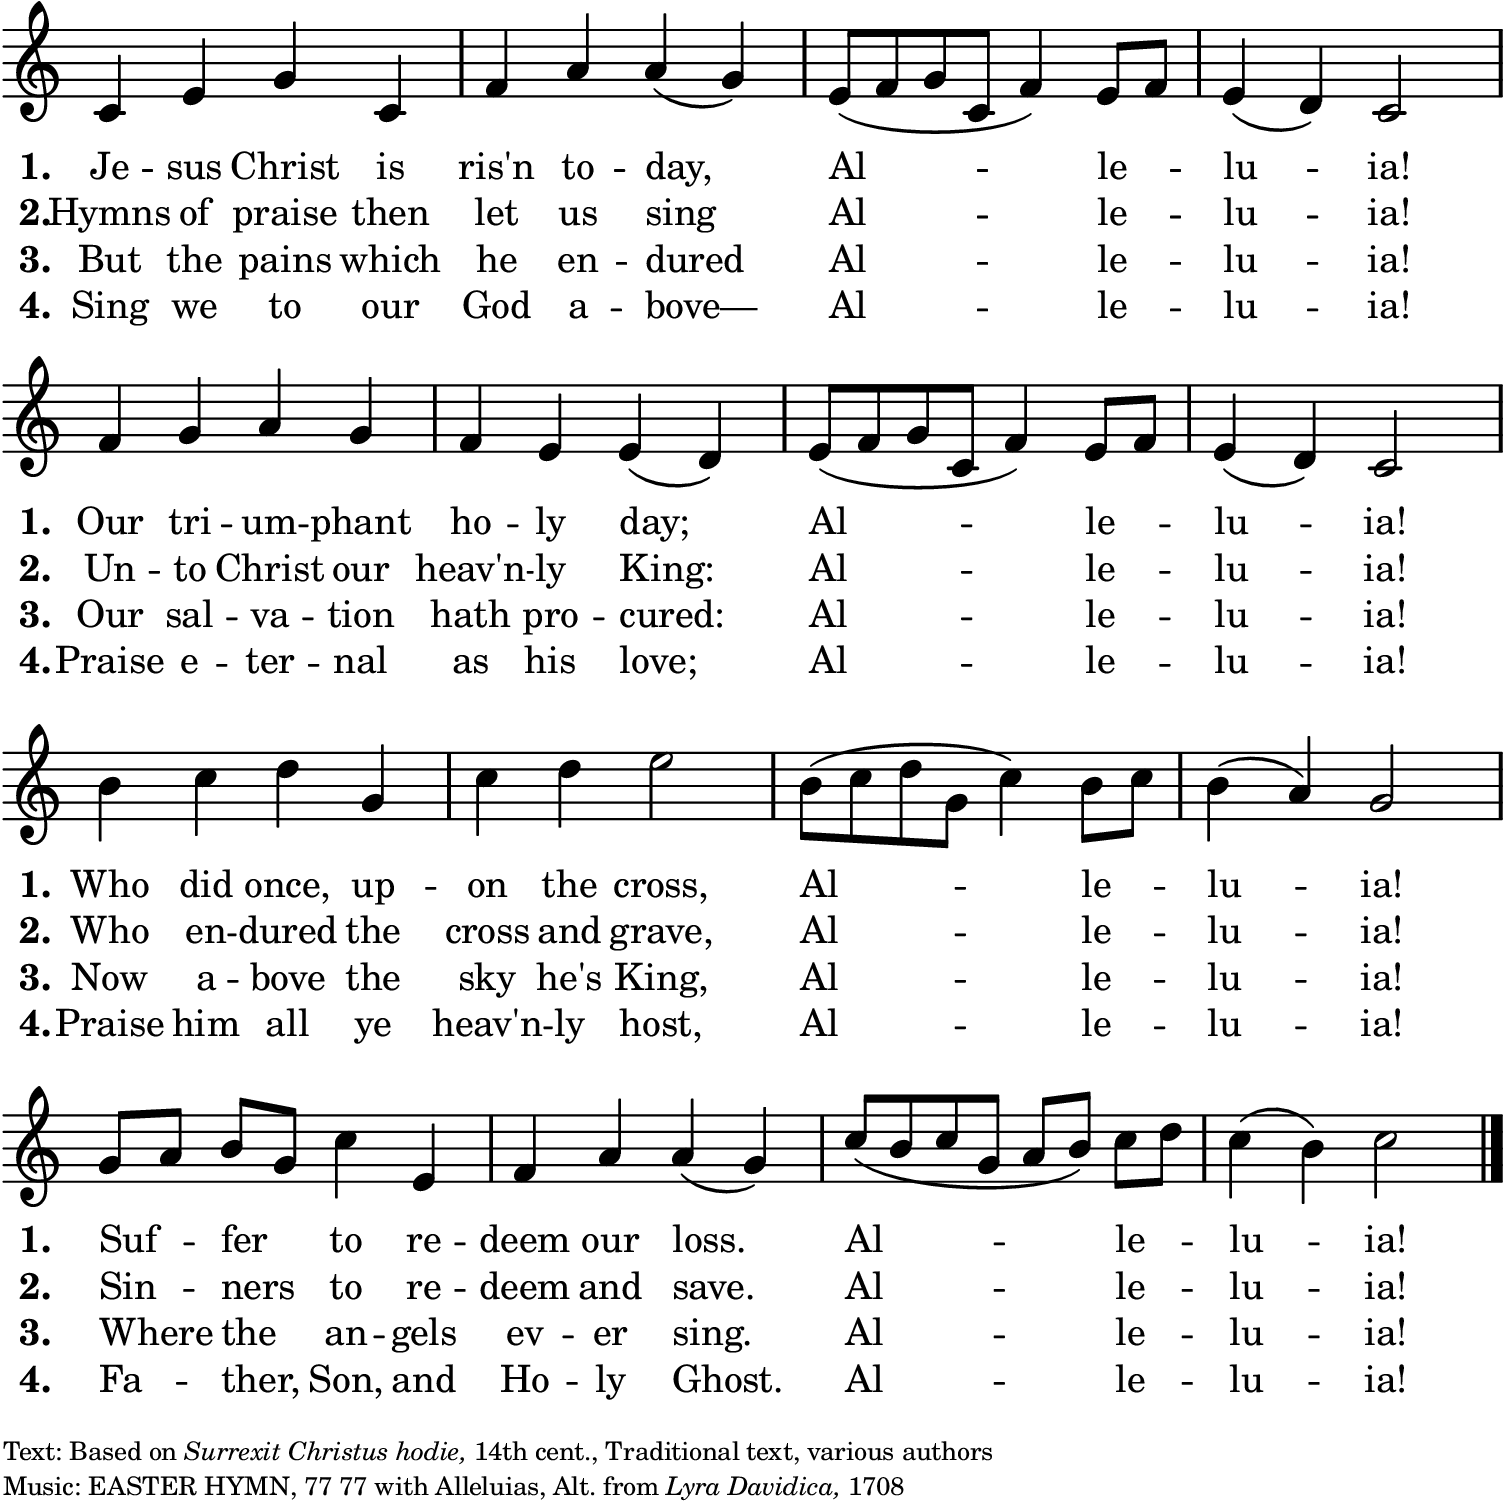 1. Je - sus Christ is ris'n to - day, Al - le - lu - ia!
2. Hymns of praise then let us sing Al - le - lu - ia!
3. But the pains which he en - dured Al - le - lu - ia!
4. Sing we to our God a - bove— Al - le - lu - ia!
1. Our tri - um - phant ho - ly day; Al - le - lu - ia!
2. Un - to Christ our heav'n - ly King: Al - le - lu - ia!
3. Our sal - va - tion hath pro - cured: Al - le - lu - ia!
4. Praise e - ter - nal as his love; Al - le - lu - ia!
1. Who did once, up - on the cross, Al - le - lu - ia!
2. Who en - dured the cross and grave, Al - le - lu - ia!
3. Now a - bove the sky he's King, Al - le - lu - ia!
4. Praise him all ye heav'n - ly host, Al - le - lu - ia!
1. Suf - fer to re - deem our loss. Al - le - lu - ia!
2. Sin - ners to re - deem and save. Al - le - lu - ia!
3. Where the an - gels ev - er sing. Al - le - lu - ia!
4. Fa - ther, Son, and Ho - ly Ghost. Al - le - lu - ia!
Text: Based on Surrexit Christus hodie, 14th cent., Traditional text, various authors
Music: EASTER HYMN, 77 77 with Alleluias, Alt. from Lyra Davidica, 1708